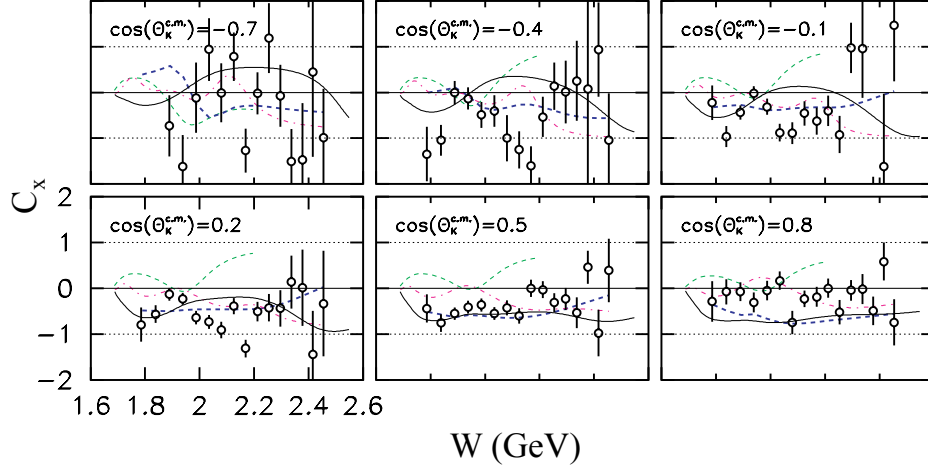 cos(Θ_K^c.m.)=−0.7
cos(Θ_K^c.m.)=−0.4
cos(Θ_K^c.m.)=−0.1
C_x
2
1
0
−1
−2
cos(Θ_K^c.m.)=0.2
cos(Θ_K^c.m.)=0.5
cos(Θ_K^c.m.)=0.8
1.6 1.8 2 2.2 2.4 2.6
W (GeV)